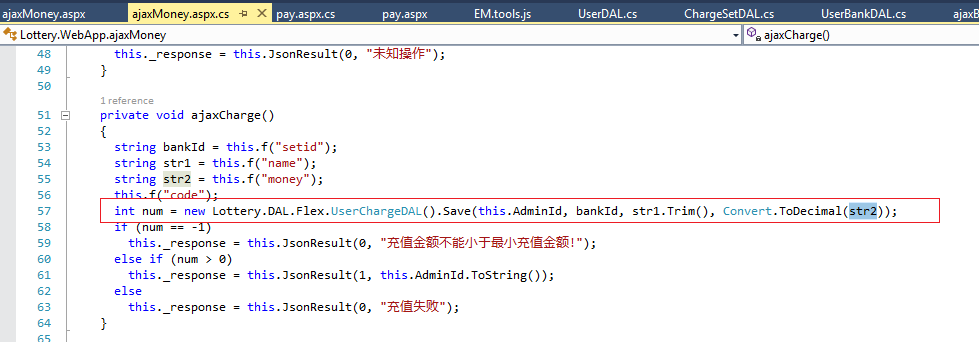 ajaxMoney.aspx ajaxMoney.aspx.cs pay.aspx.cs pay.aspx EM.tools.js UserDAL.cs ChargeSetDAL.cs UserBankDAL.cs
Lottery.WebApp.ajaxMoney ajaxCharge()
48 this._response = this.JsonResult(0, "未知操作");
49 }
50
1 reference
51 private void ajaxCharge()
52 {
53 string bankId = this.f("setid");
54 string str1 = this.f("name");
55 string str2 = this.f("money");
56 this.f("code");
57 int num = new Lottery.DAL.Flex.UserChargeDAL().Save(this.AdminId, bankId, str1.Trim(), Convert.ToDecimal(str2));
58 if (num == -1)
59 this._response = this.JsonResult(0, "充值金额不能小于最小充值金额!");
60 else if (num > 0)
61 this._response = this.JsonResult(1, this.AdminId.ToString());
62 else
63 this._response = this.JsonResult(0, "充值失败");
64 }
65